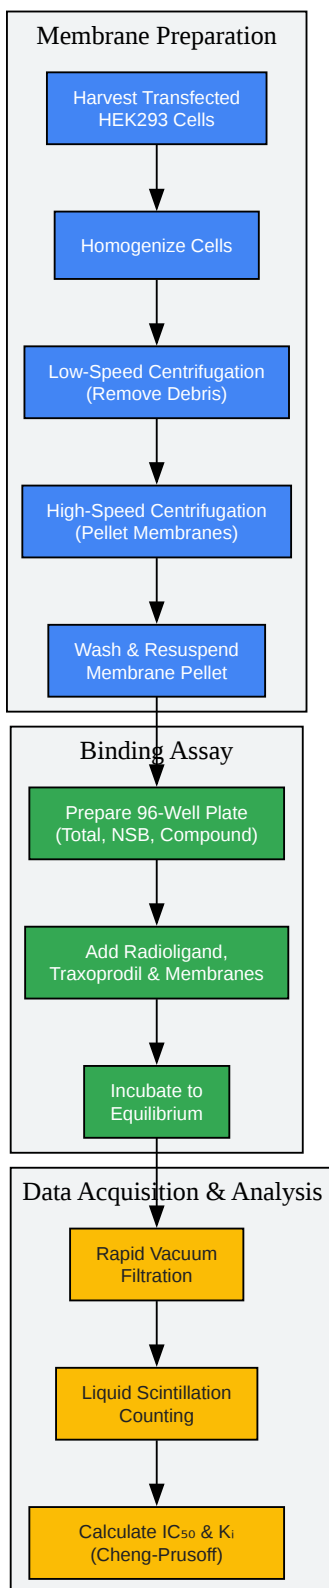 Membrane Preparation
Harvest Transfected
HEK293 Cells
Homogenize Cells
Low-Speed Centrifugation
(Remove Debris)
High-Speed Centrifugation
(Pellet Membranes)
Wash & Resuspend
Membrane Pellet
Binding Assay
Prepare 96-Well Plate
(Total, NSB, Compound)
Add Radioligand,
Traxoprodil & Membranes
Incubate to
Equilibrium
Data Acquisition & Analysis
Rapid Vacuum
Filtration
Liquid Scintillation
Counting
Calculate IC₅₀ & Kᵢ
(Cheng-Prusoff)